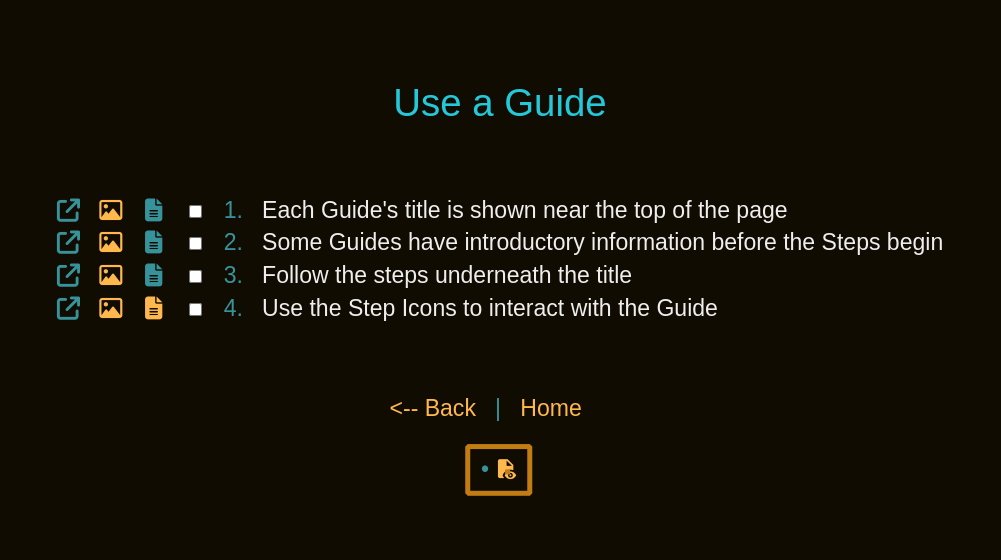 Use a Guide
1. Each Guide's title is shown near the top of the page
2. Some Guides have introductory information before the Steps begin
3. Follow the steps underneath the title
4. Use the Step Icons to interact with the Guide
<-- Back | Home